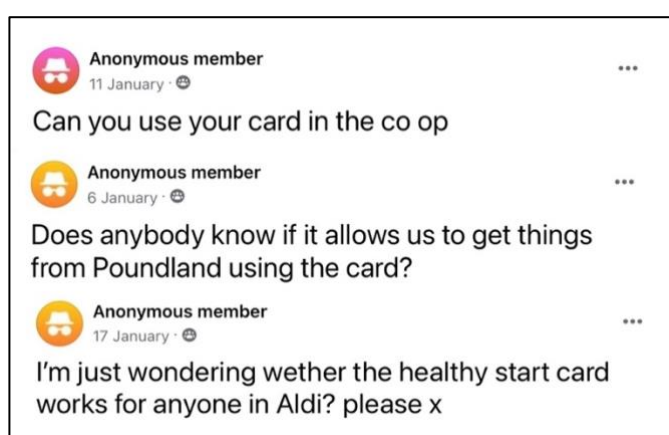 Anonymous member
11 January ·
Can you use your card in the co op
Anonymous member
6 January ·
Does anybody know if it allows us to get things
from Poundland using the card?
Anonymous member
17 January ·
I'm just wondering wether the healthy start card
works for anyone in Aldi? please x